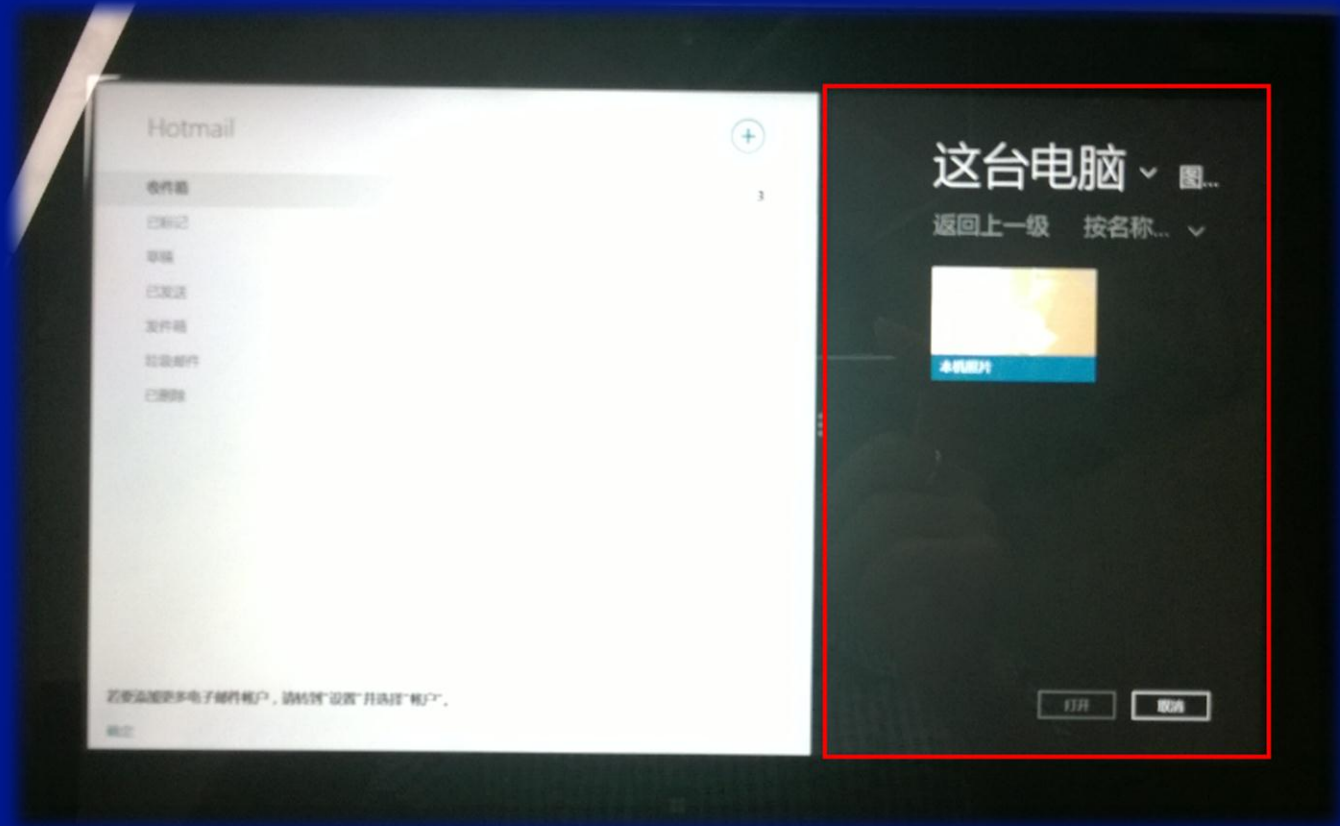 Hotmail
收件箱
3
已标记
草稿
已发送
发件箱
垃圾邮件
已删除
若要添加更多电子邮件帐户，请转到"设置"并选择"帐户"。
确定
这台电脑 图...
返回上一级 按名称...
本机照片
打开 取消